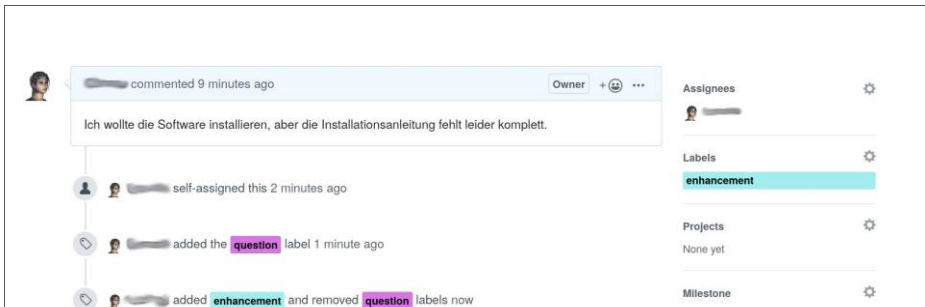 commented 9 minutes ago
Owner
Ich wollte die Software installieren, aber die Installationsanleitung fehlt leider komplett.
self-assigned this 2 minutes ago
added the question label 1 minute ago
added enhancement and removed question labels now
Assignees
Labels
enhancement
Projects
None yet
Milestone